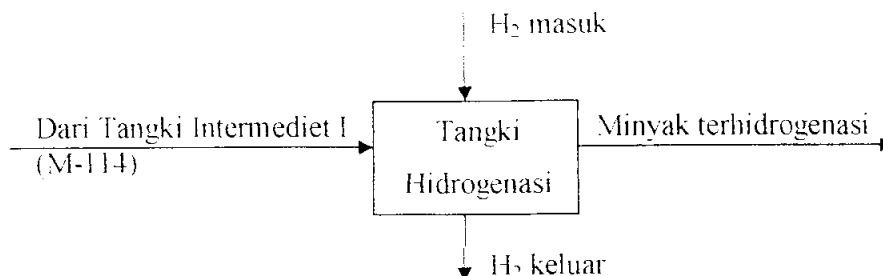 H₂ masuk
Dari Tangki Intermediet I
(M-114)
Tangki
Hidrogenasi
Minyak terhidrogenasi
H₂ keluar